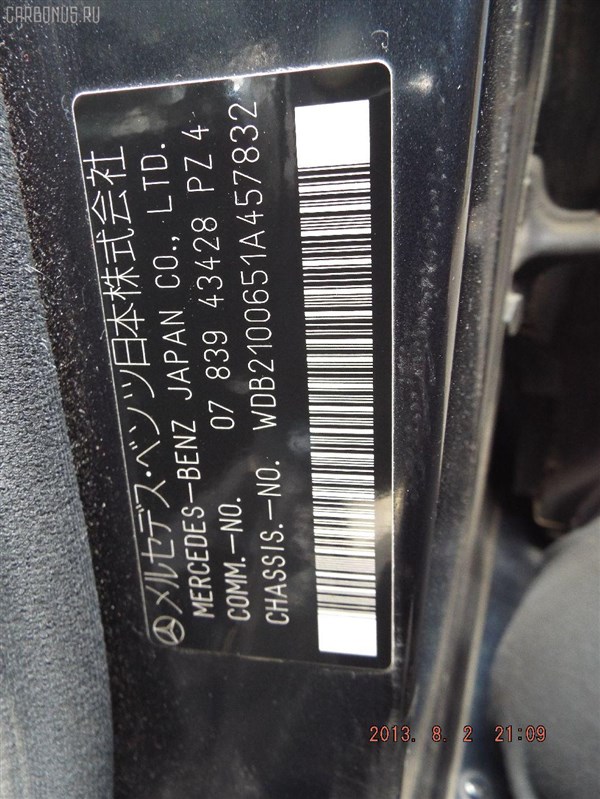 CARBONUS.RU
メルセデス・ベンツ日本株式会社
MERCEDES-BENZ JAPAN CO., LTD.
COMM.-NO. 07 839 43428 PZ 4
CHASSIS.-NO. WDB2100651A457832
2013. 8. 2 21:09